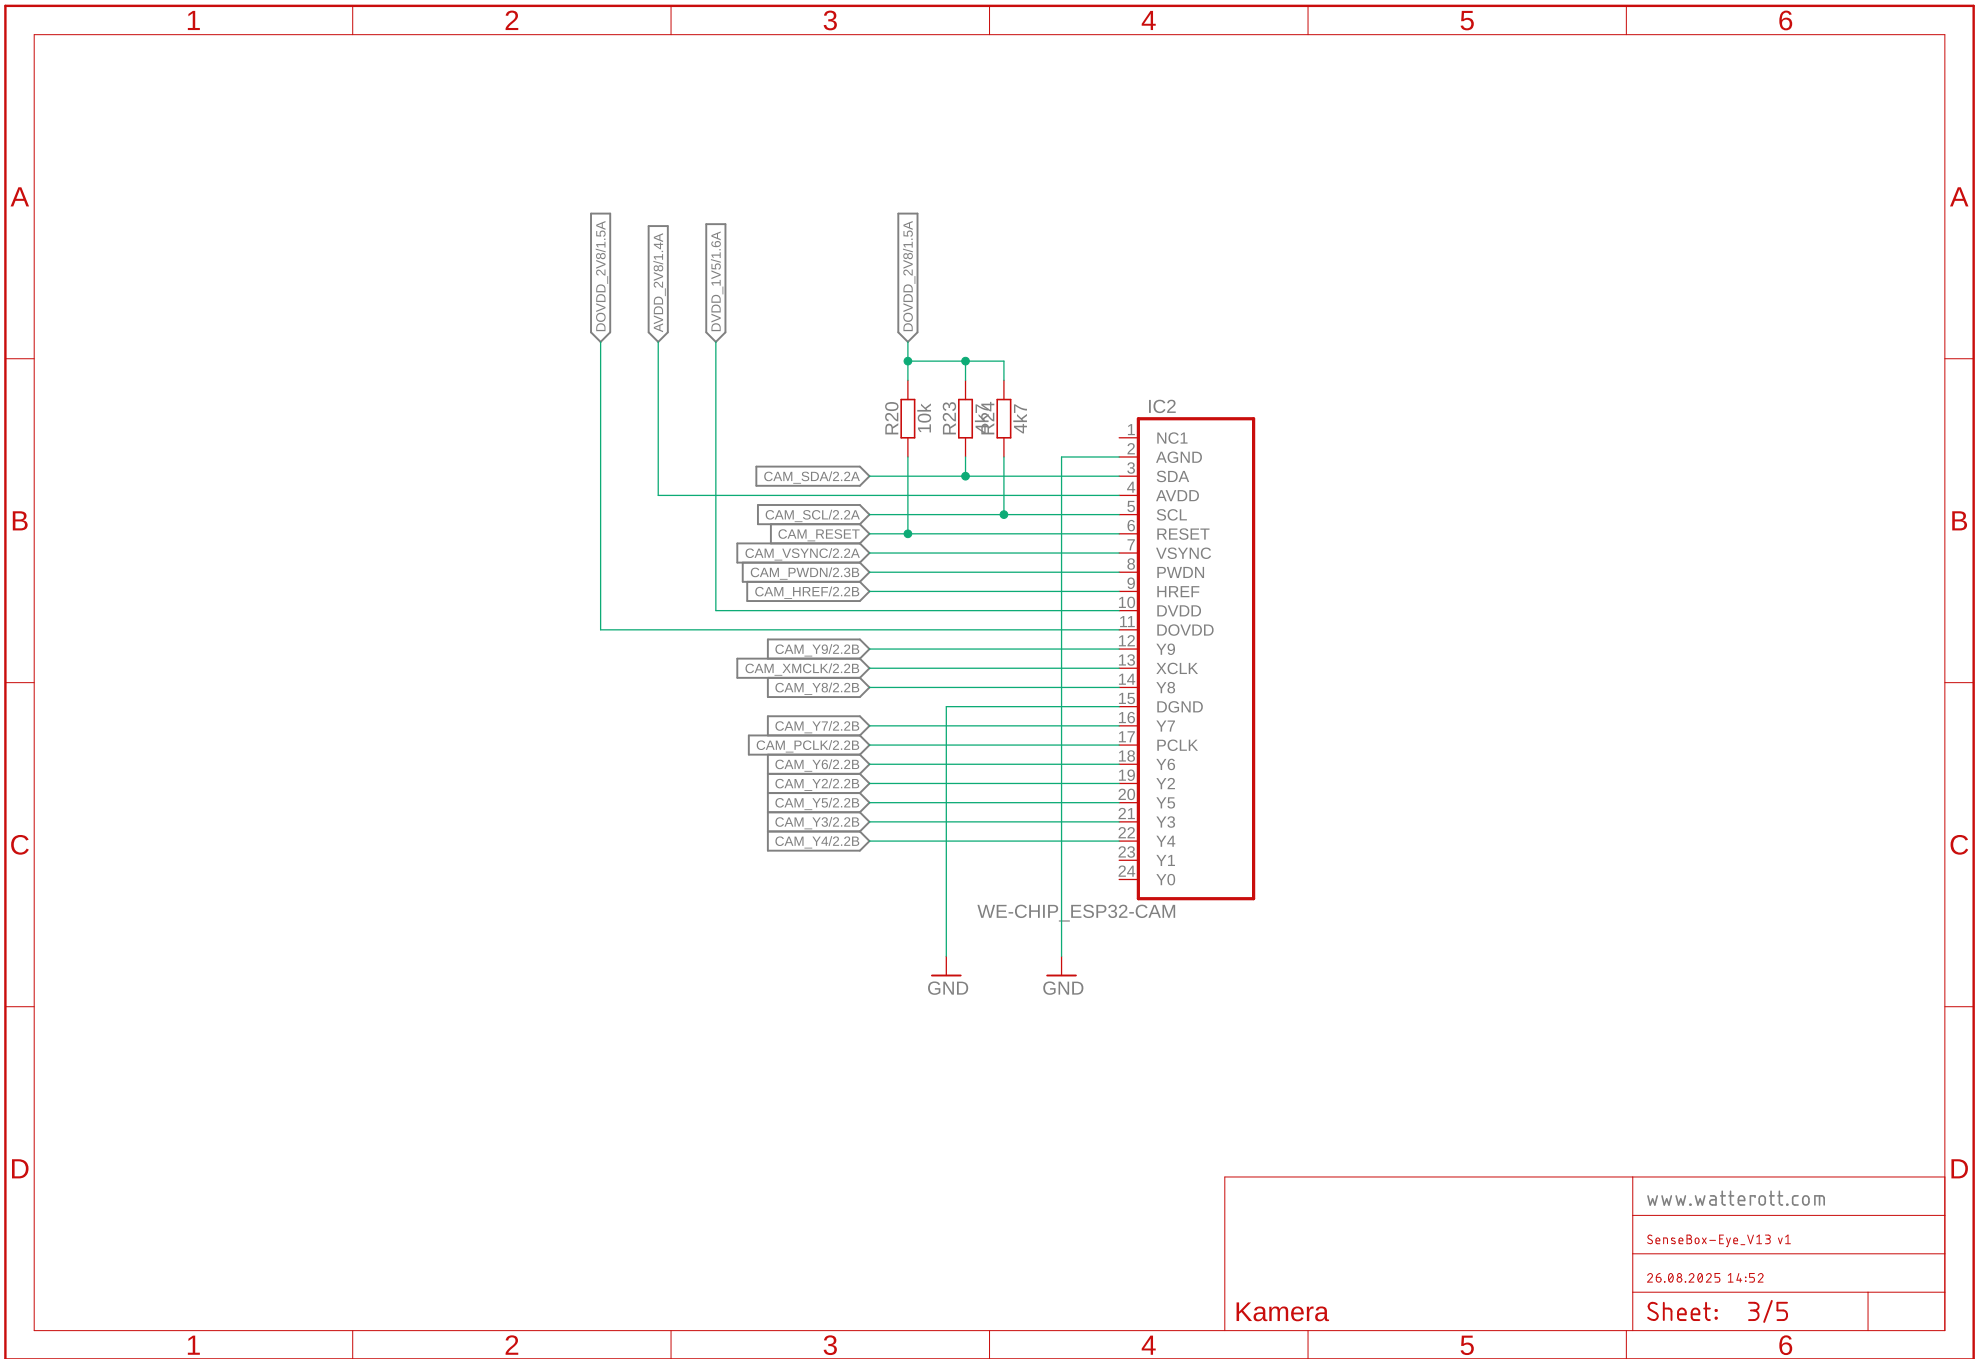 1 2 3 4 5 6
A A
DOVDD_2V8/1.5A
AVDD_2V8/1.4A
DVDD_1V5/1.6A
DOVDD_2V8/1.5A
R20 10k R23 4k7 R24 4k7
IC2
1 NC1
2 AGND
CAM_SDA/2.2A 3 SDA
4 AVDD
CAM_SCL/2.2A 5 SCL
B B
CAM_RESET 6 RESET
CAM_VSYNC/2.2A 7 VSYNC
CAM_PWDN/2.3B 8 PWDN
CAM_HREF/2.2B 9 HREF
10 DVDD
11 DOVDD
CAM_Y9/2.2B 12 Y9
CAM_XMCLK/2.2B 13 XCLK
CAM_Y8/2.2B 14 Y8
15 DGND
CAM_Y7/2.2B 16 Y7
CAM_PCLK/2.2B 17 PCLK
CAM_Y6/2.2B 18 Y6
CAM_Y2/2.2B 19 Y2
CAM_Y5/2.2B 20 Y5
CAM_Y3/2.2B 21 Y3
CAM_Y4/2.2B 22 Y4
C C
23 Y1
24 Y0
WE-CHIP_ESP32-CAM
GND GND
D D
www.watterott.com
SenseBox-Eye_V13 v1
26.08.2025 14:52
Kamera Sheet: 3/5
1 2 3 4 5 6